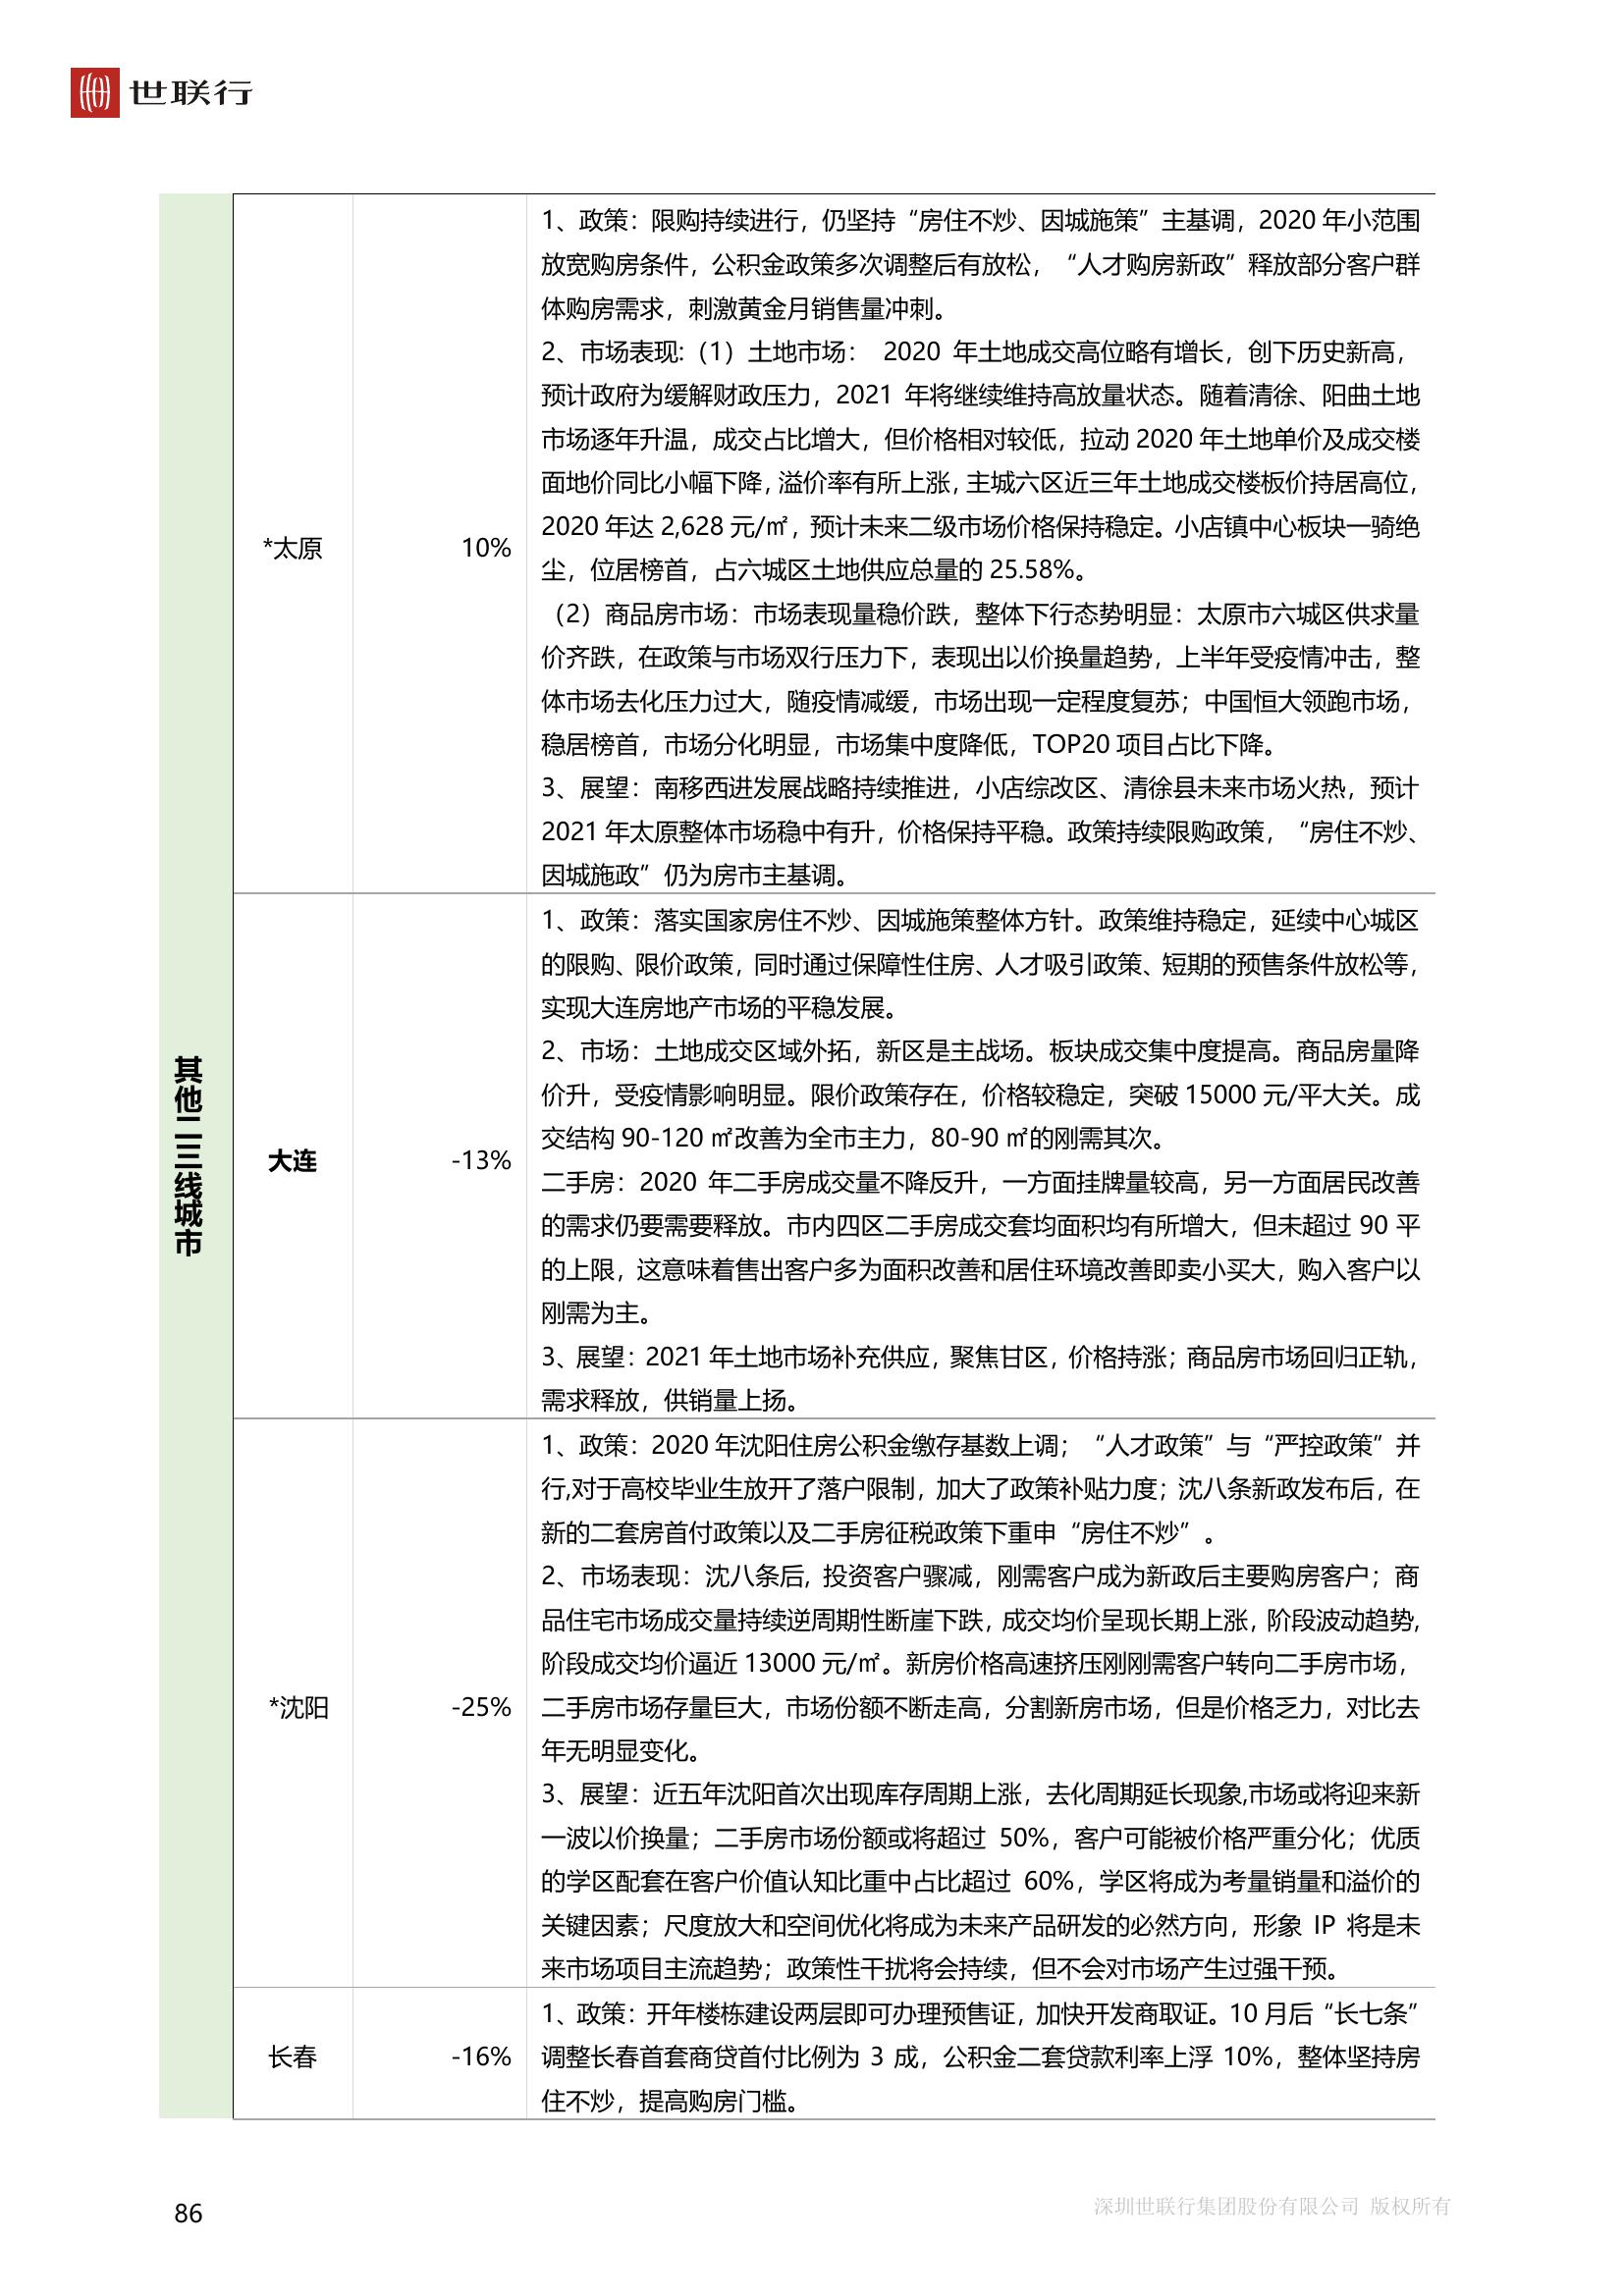 世联行
其他二三线城市
*太原
10%
1、政策：限购持续进行，仍坚持“房住不炒、因城施策”主基调，2020 年小范围
放宽购房条件，公积金政策多次调整后有放松，“人才购房新政”释放部分客户群
体购房需求，刺激黄金月销售量冲刺。
2、市场表现:（1）土地市场： 2020 年土地成交高位略有增长，创下历史新高，
预计政府为缓解财政压力，2021 年将继续维持高放量状态。随着清徐、阳曲土地
市场逐年升温，成交占比增大，但价格相对较低，拉动 2020 年土地单价及成交楼
面地价同比小幅下降，溢价率有所上涨，主城六区近三年土地成交楼板价持居高位，
2020 年达 2,628 元/㎡，预计未来二级市场价格保持稳定。小店镇中心板块一骑绝
尘，位居榜首，占六城区土地供应总量的 25.58%。
（2）商品房市场：市场表现量稳价跌，整体下行态势明显：太原市六城区供求量
价齐跌，在政策与市场双行压力下，表现出以价换量趋势，上半年受疫情冲击，整
体市场去化压力过大，随疫情减缓，市场出现一定程度复苏；中国恒大领跑市场，
稳居榜首，市场分化明显，市场集中度降低，TOP20 项目占比下降。
3、展望：南移西进发展战略持续推进，小店综改区、清徐县未来市场火热，预计
2021 年太原整体市场稳中有升，价格保持平稳。政策持续限购政策，“房住不炒、
因城施政”仍为房市主基调。
大连
-13%
1、政策：落实国家房住不炒、因城施策整体方针。政策维持稳定，延续中心城区
的限购、限价政策，同时通过保障性住房、人才吸引政策、短期的预售条件放松等，
实现大连房地产市场的平稳发展。
2、市场：土地成交区域外拓，新区是主战场。板块成交集中度提高。商品房量降
价升，受疫情影响明显。限价政策存在，价格较稳定，突破 15000 元/平大关。成
交结构 90-120 ㎡改善为全市主力，80-90 ㎡的刚需其次。
二手房：2020 年二手房成交量不降反升，一方面挂牌量较高，另一方面居民改善
的需求仍要需要释放。市内四区二手房成交套均面积均有所增大，但未超过 90 平
的上限，这意味着售出客户多为面积改善和居住环境改善即卖小买大，购入客户以
刚需为主。
3、展望：2021 年土地市场补充供应，聚焦甘区，价格持涨；商品房市场回归正轨，
需求释放，供销量上扬。
*沈阳
-25%
1、政策：2020 年沈阳住房公积金缴存基数上调；“人才政策”与“严控政策”并
行,对于高校毕业生放开了落户限制，加大了政策补贴力度；沈八条新政发布后，在
新的二套房首付政策以及二手房征税政策下重申“房住不炒”。
2、市场表现：沈八条后, 投资客户骤减，刚需客户成为新政后主要购房客户；商
品住宅市场成交量持续逆周期性断崖下跌，成交均价呈现长期上涨，阶段波动趋势,
阶段成交均价逼近 13000 元/㎡。新房价格高速挤压刚刚需客户转向二手房市场，
二手房市场存量巨大，市场份额不断走高，分割新房市场，但是价格乏力，对比去
年无明显变化。
3、展望：近五年沈阳首次出现库存周期上涨，去化周期延长现象,市场或将迎来新
一波以价换量；二手房市场份额或将超过 50%，客户可能被价格严重分化；优质
的学区配套在客户价值认知比重中占比超过 60%，学区将成为考量销量和溢价的
关键因素；尺度放大和空间优化将成为未来产品研发的必然方向，形象 IP 将是未
来市场项目主流趋势；政策性干扰将会持续，但不会对市场产生过强干预。
长春
-16%
1、政策：开年楼栋建设两层即可办理预售证，加快开发商取证。10 月后“长七条”
调整长春首套商贷首付比例为 3 成，公积金二套贷款利率上浮 10%，整体坚持房
住不炒，提高购房门槛。
86
深圳世联行集团股份有限公司 版权所有